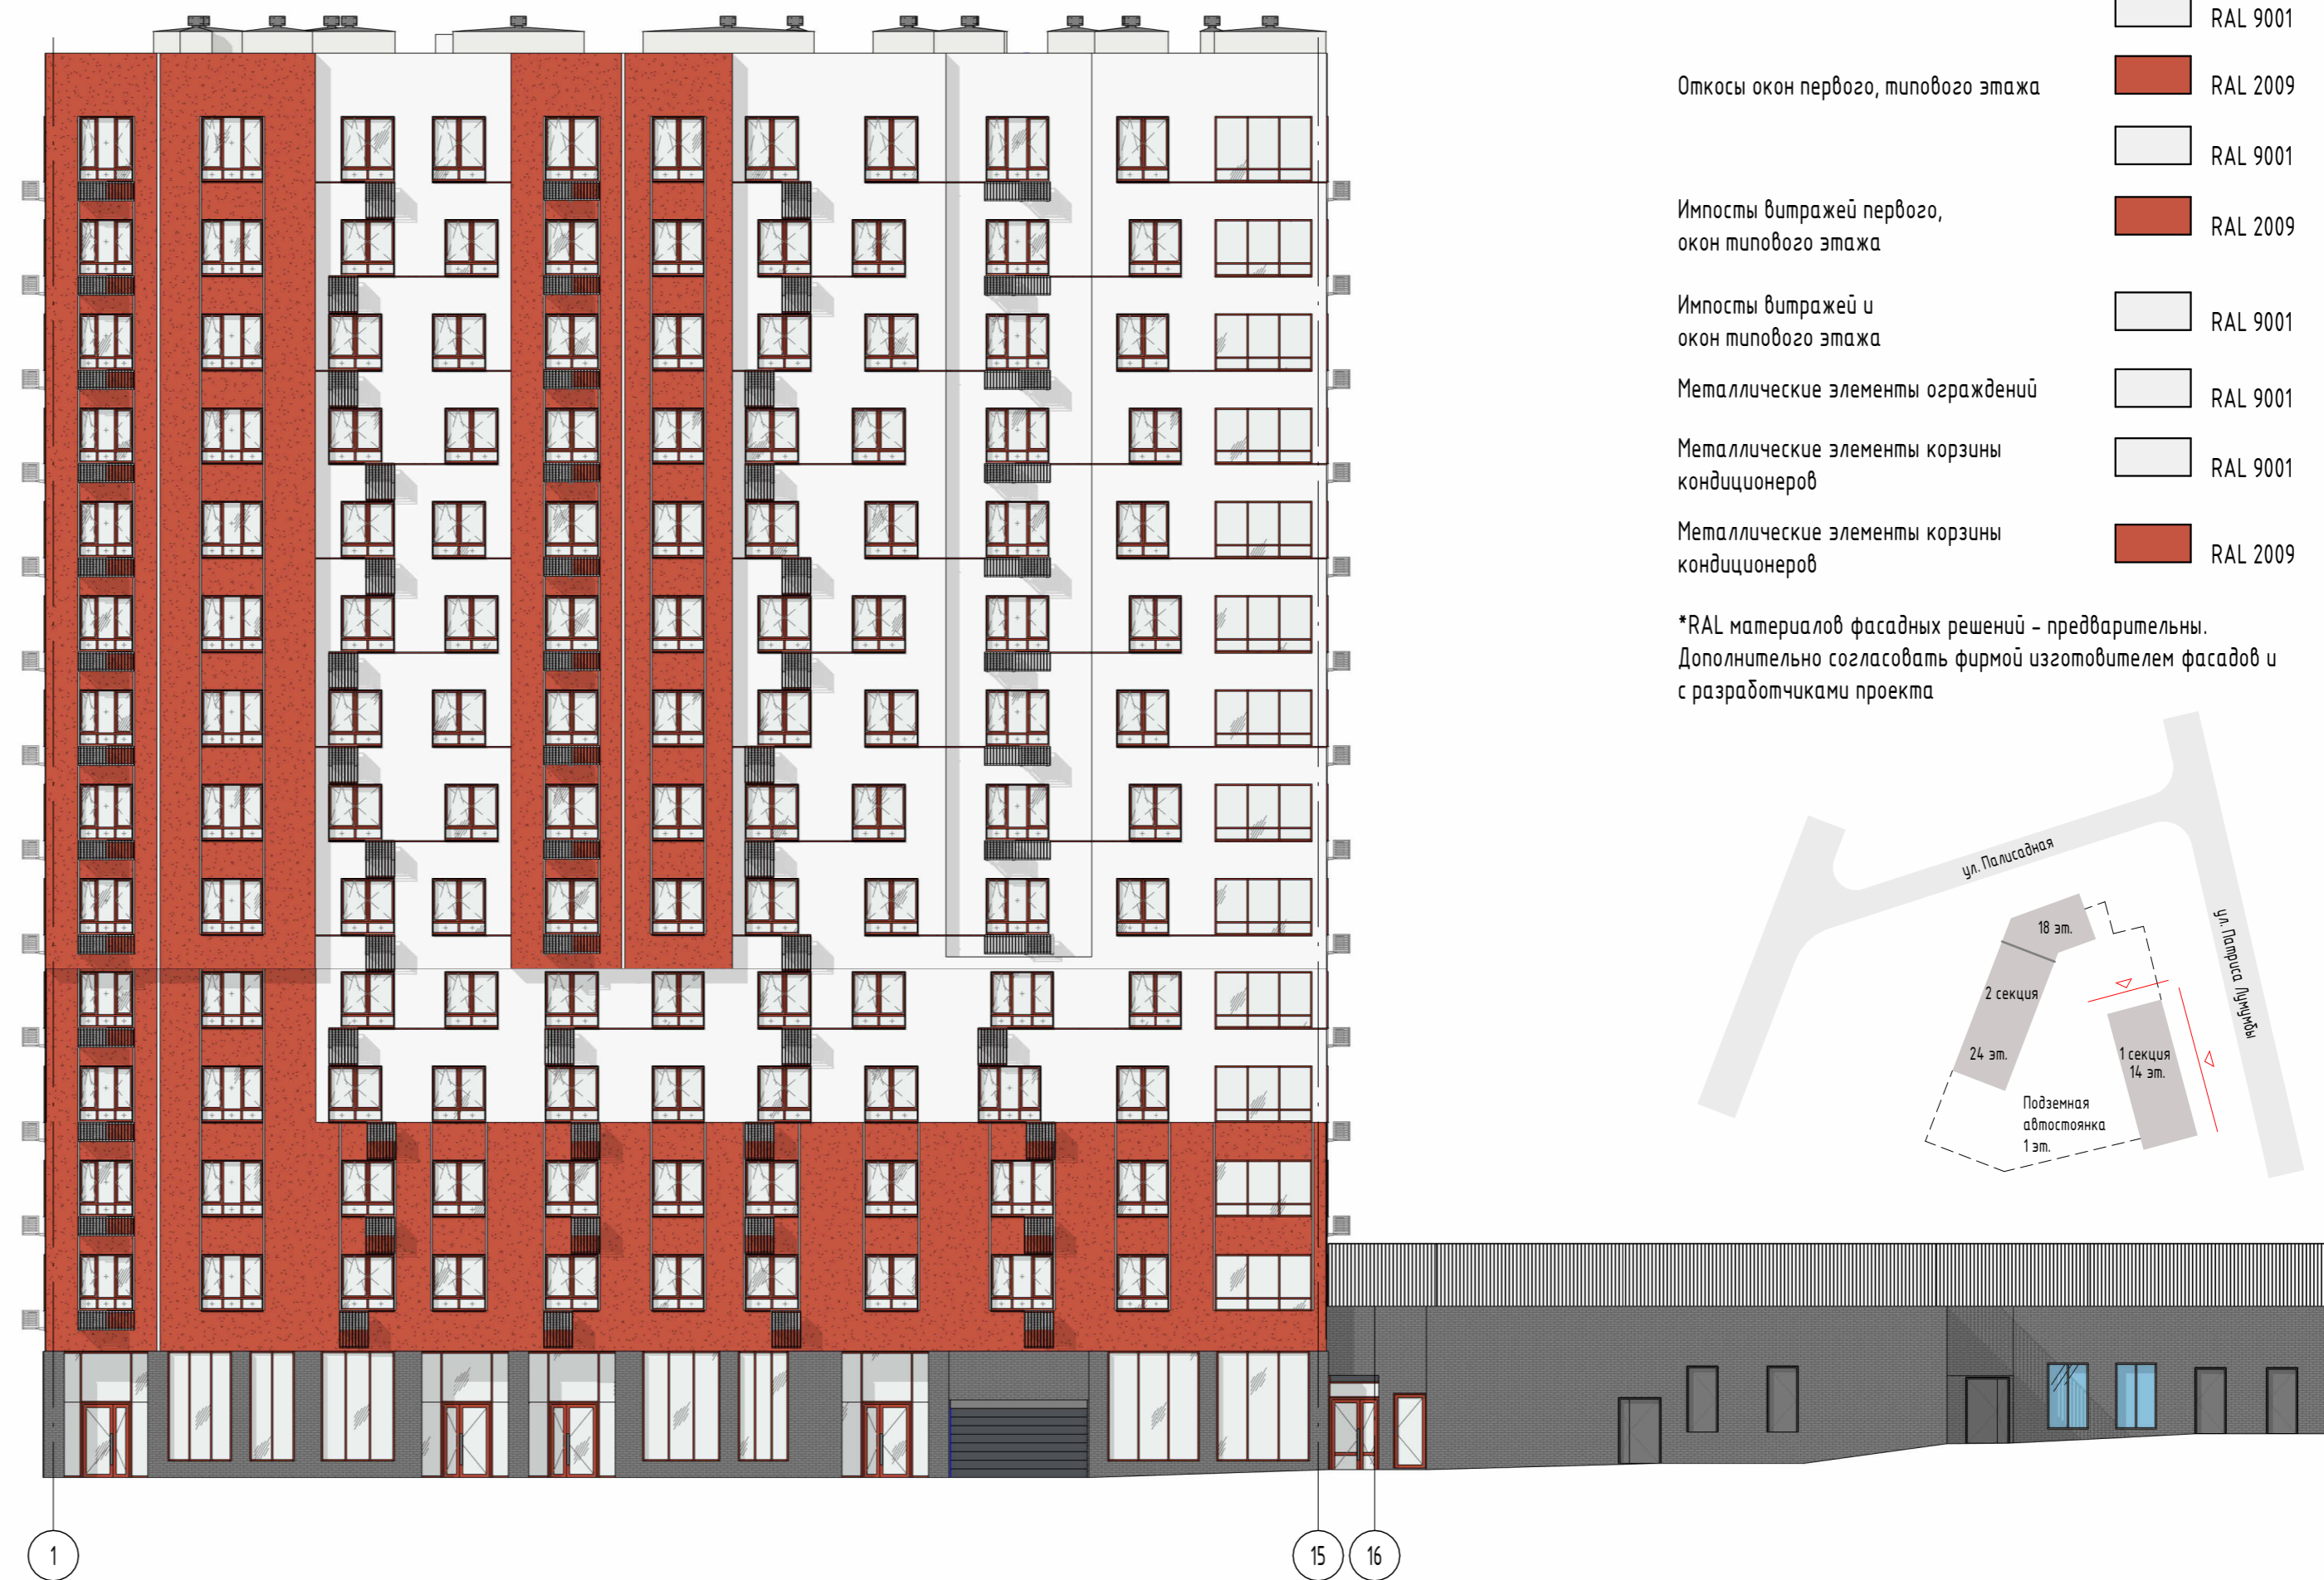 RAL 9001
Откосы окон первого, типового этажа
RAL 2009
RAL 9001
Импосты витражей первого,
окон типового этажа
RAL 2009
Импосты витражей и
окон типового этажа
RAL 9001
Металлические элементы ограждений
RAL 9001
Металлические элементы корзины
кондиционеров
RAL 9001
Металлические элементы корзины
кондиционеров
RAL 2009
*RAL материалов фасадных решений - предварительны.
Дополнительно согласовать фирмой изготовителем фасадов и
с разработчиками проекта
ул. Палисадная
ул. Патриса Лумумбы
18 эт.
2 секция
24 эт.
1 секция
14 эт.
Подземная
автостоянка
1 эт.
1
15
16